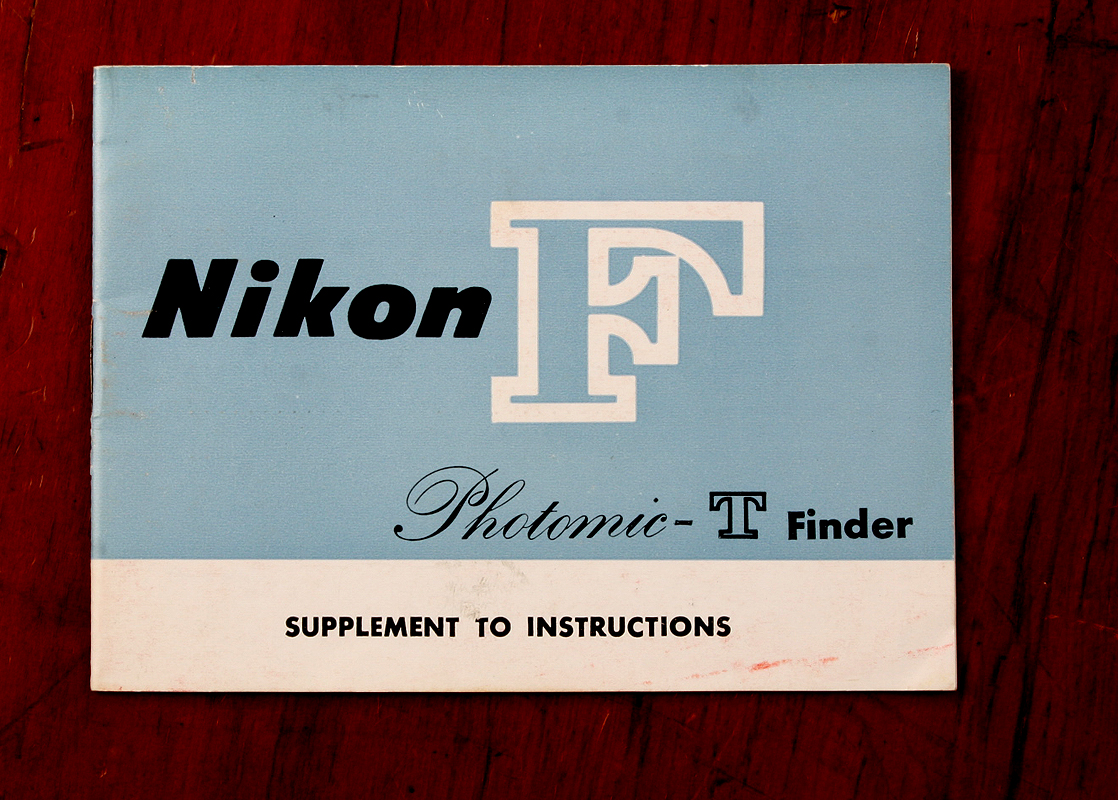 Nikon F
Photomic-T Finder
SUPPLEMENT TO INSTRUCTIONS